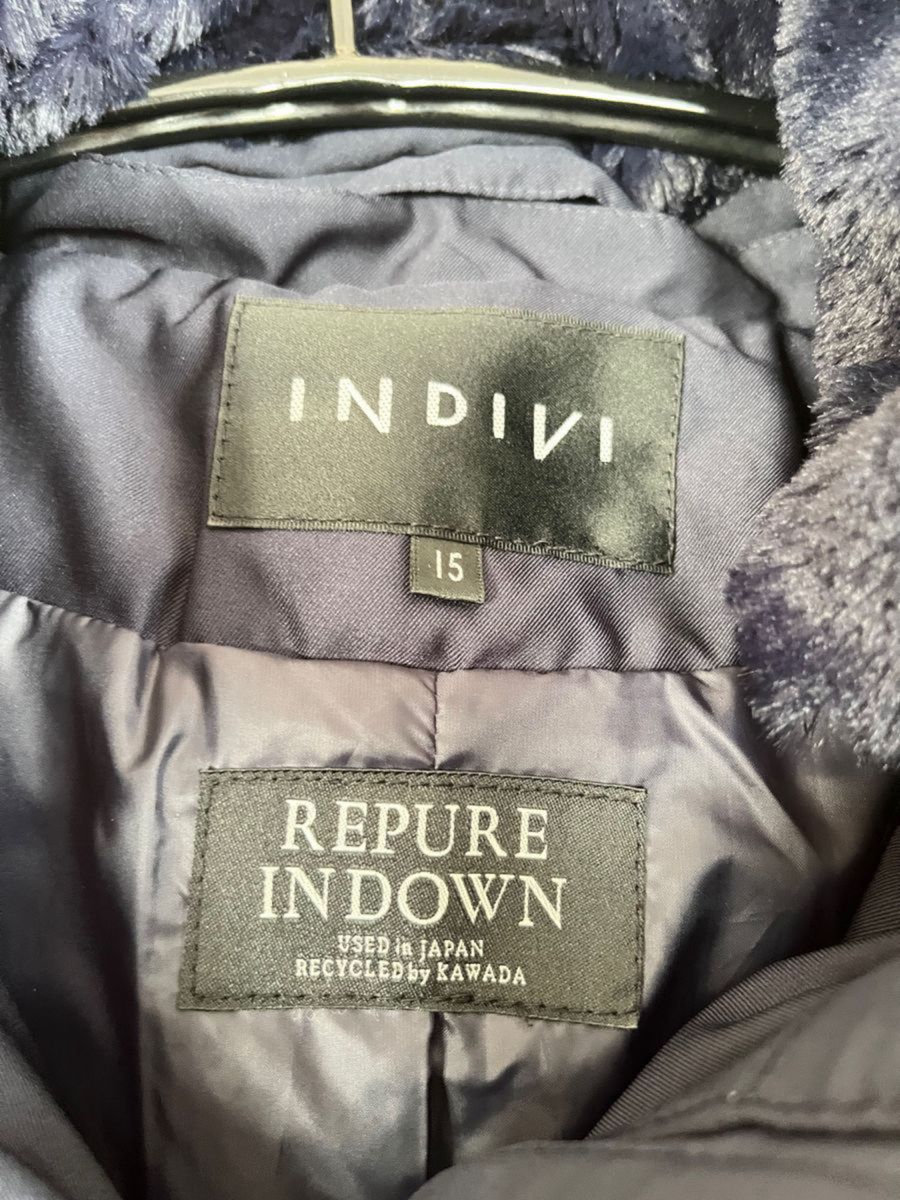 INDIVI
15
REPURE
IN DOWN
USED in JAPAN
RECYCLED by KAWADA